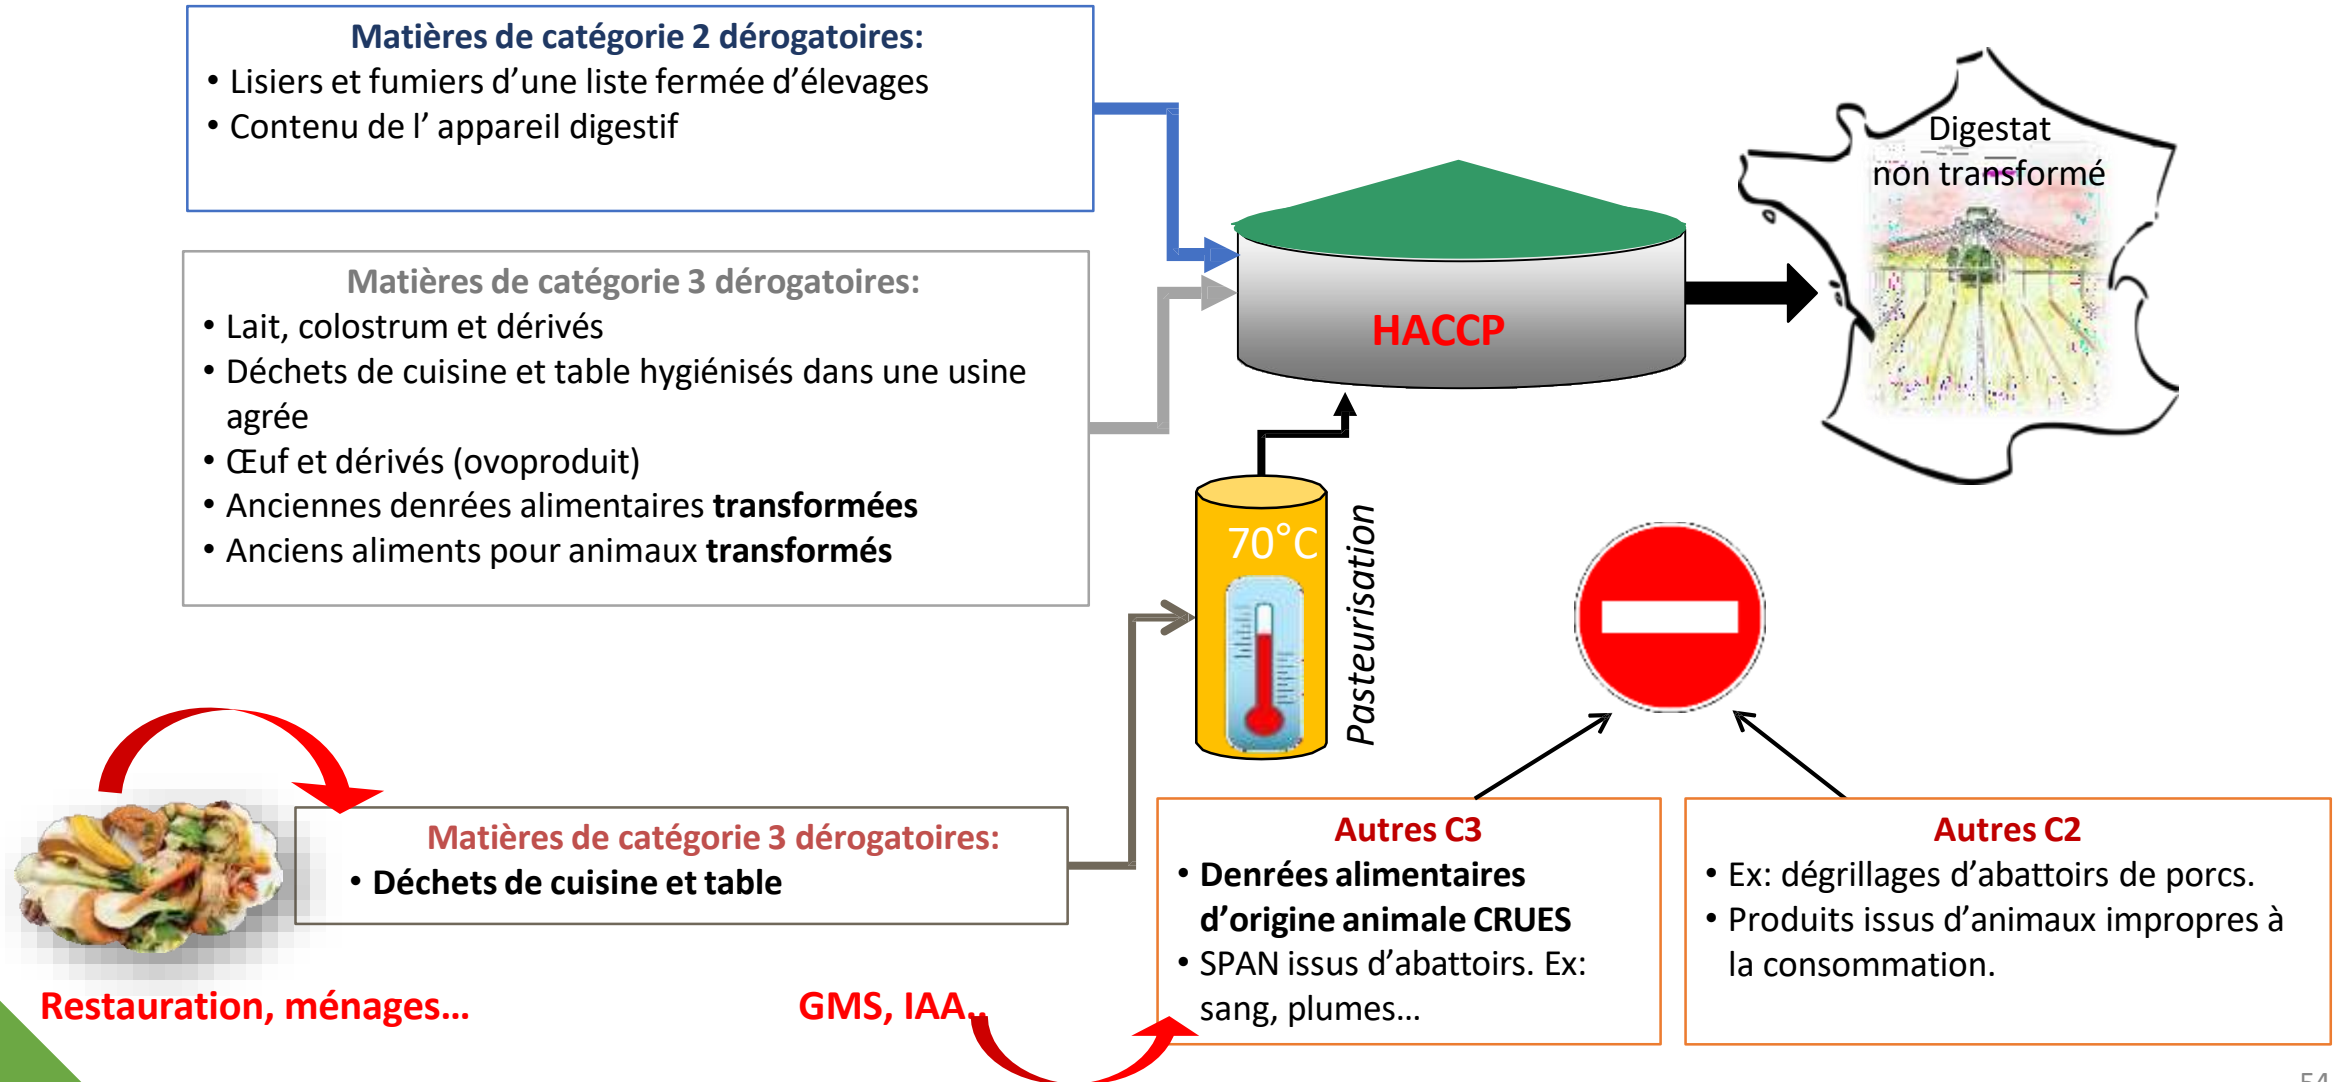 Matières de catégorie 2 dérogatoires:
• Lisiers et fumiers d’une liste fermée d’élevages
• Contenu de l’ appareil digestif
Digestat
non transformé
Matières de catégorie 3 dérogatoires:
• Lait, colostrum et dérivés
• Déchets de cuisine et table hygiénisés dans une usine
agrée
• Œuf et dérivés (ovoproduit)
• Anciennes denrées alimentaires transformées
• Anciens aliments pour animaux transformés
HACCP
70°C
Pasteurisation
Matières de catégorie 3 dérogatoires:
• Déchets de cuisine et table
Restauration, ménages…
GMS, IAA..
Autres C3
• Denrées alimentaires
d’origine animale CRUES
• SPAN issus d’abattoirs. Ex:
sang, plumes…
Autres C2
• Ex: dégrillages d’abattoirs de porcs.
• Produits issus d’animaux impropres à
la consommation.
54